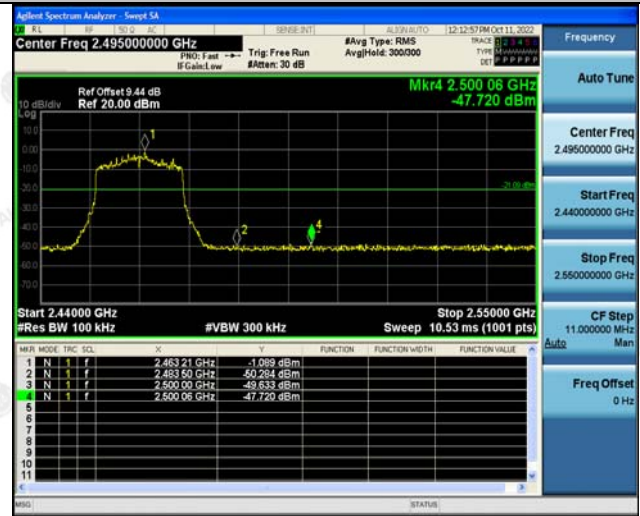 Agilent Spectrum Analyzer - Swept SA
RL RF 50 Ω AC SENSE:INT ALIGNAUTO 12:12:57 PM Oct 11, 2022
Center Freq 2.495000000 GHz
PNO: Fast
IFGain:Low
Trig: Free Run
#Atten: 30 dB
#Avg Type: RMS
Avg|Hold: 300/300
TRACE 1 2 3 4 5 6
TYPE
DET P P P P P P
Ref Offset 9.44 dB
10 dB/div Ref 20.00 dBm
Log
Mkr4 2.500 06 GHz
-47.720 dBm
10.0
0.00
-10.0
-20.0
-30.0
-40.0
-50.0
-60.0
-70.0
1
2
4
-21.09 dBm
Start 2.44000 GHz
Stop 2.55000 GHz
#Res BW 100 kHz #VBW 300 kHz Sweep 10.53 ms (1001 pts)
MKR MODE TRC SCL X Y FUNCTION FUNCTION WIDTH FUNCTION VALUE
1 N 1 f 2.463 21 GHz -1.089 dBm
2 N 1 f 2.483 50 GHz -50.284 dBm
3 N 1 f 2.500 00 GHz -49.633 dBm
4 N 1 f 2.500 06 GHz -47.720 dBm
5
6
7
8
9
10
11
MSG STATUS
Frequency
Auto Tune
Center Freq
2.495000000 GHz
Start Freq
2.440000000 GHz
Stop Freq
2.550000000 GHz
CF Step
11.000000 MHz
Auto Man
Freq Offset
0 Hz